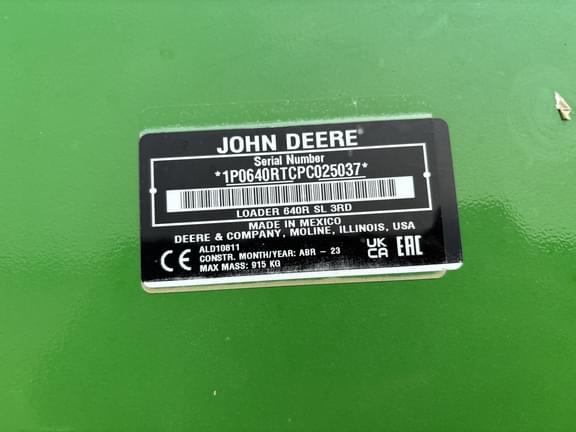 JOHN DEERE
Serial Number
*1P0640RTCPC025037*
LOADER 640R SL 3RD
MADE IN MEXICO
DEERE & COMPANY, MOLINE, ILLINOIS, USA
ALD10811
CONSTR. MONTH/YEAR: ABR - 23
MAX MASS: 915 KG
CE
UK
CA
EAC